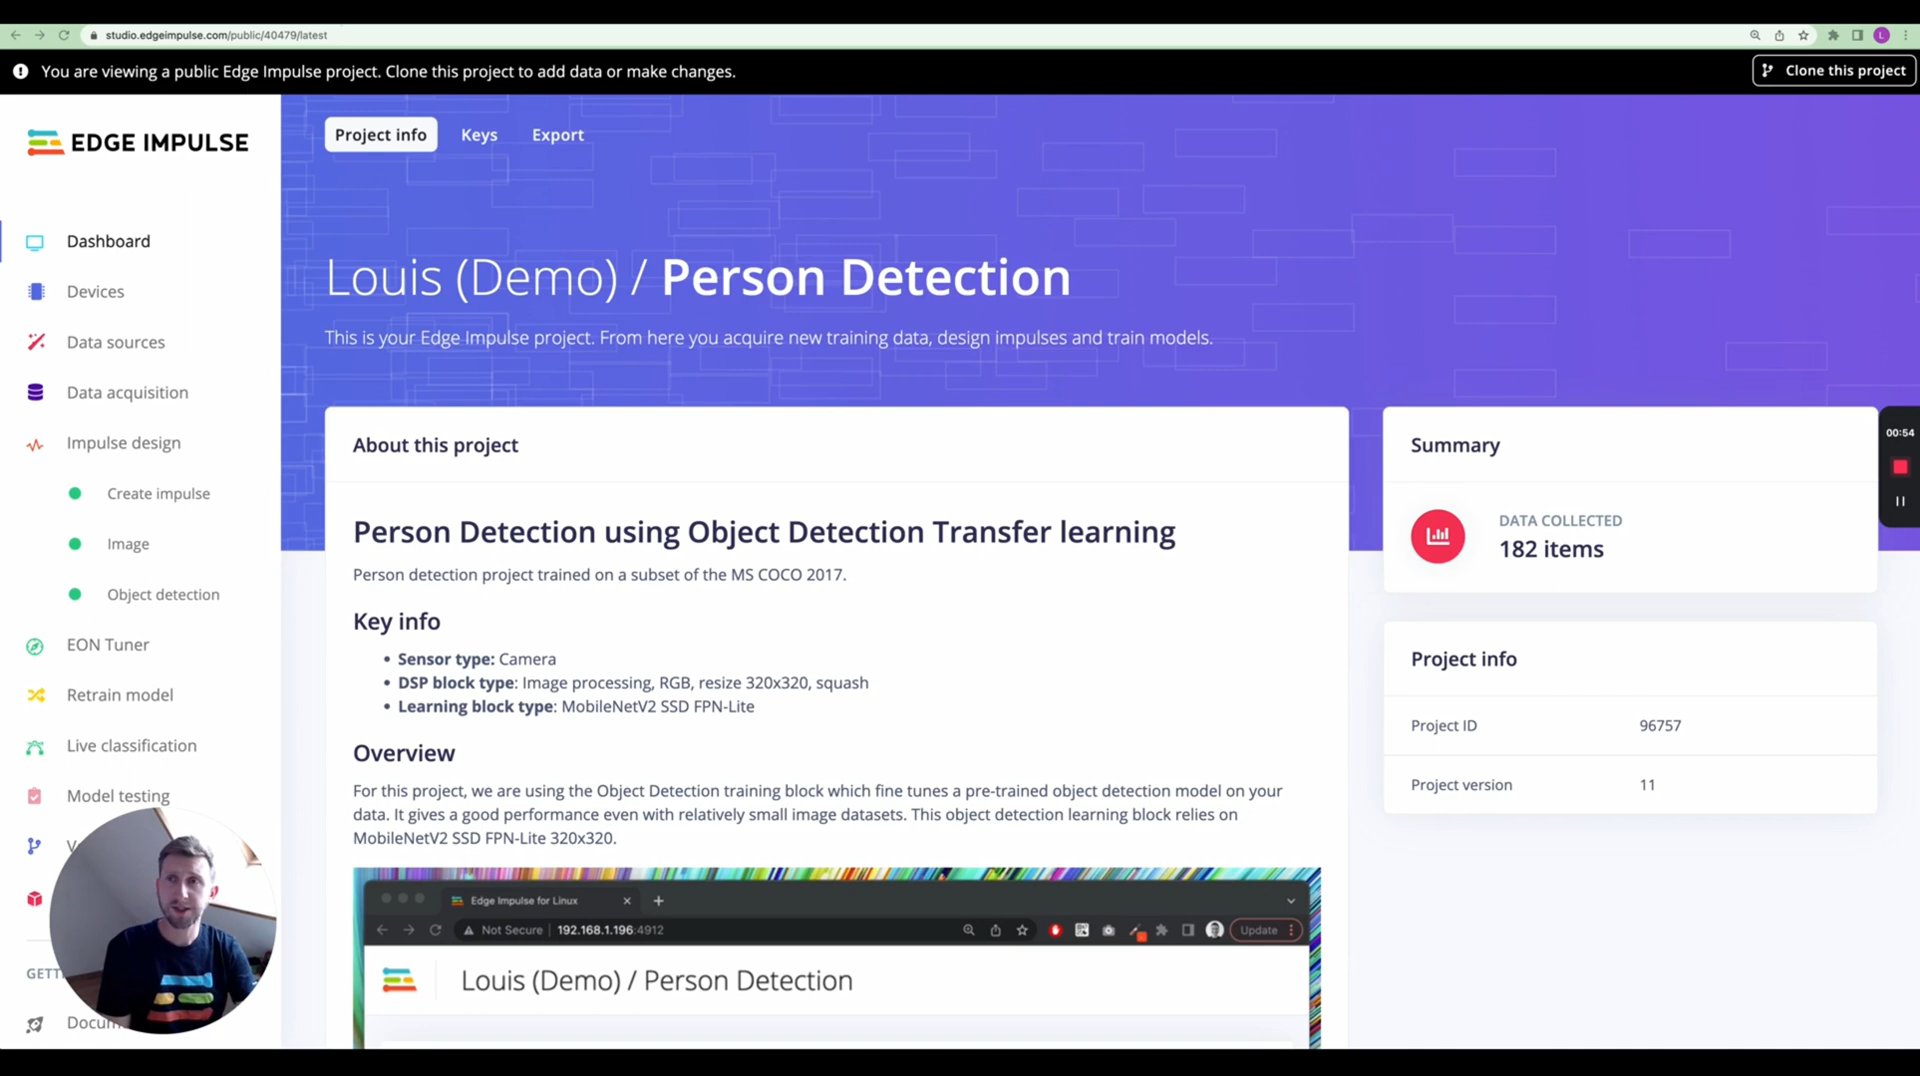 studio.edgeimpulse.com/public/40479/latest
L
You are viewing a public Edge Impulse project. Clone this project to add data or make changes.
Clone this project
EDGE IMPULSE
Project info
Keys
Export
Dashboard
Devices
Data sources
Data acquisition
Impulse design
Create impulse
Image
Object detection
EON Tuner
Retrain model
Live classification
Model testing
Louis (Demo) / Person Detection
This is your Edge Impulse project. From here you acquire new training data, design impulses and train models.
About this project
Person Detection using Object Detection Transfer learning
Person detection project trained on a subset of the MS COCO 2017.
Key info
• Sensor type: Camera
• DSP block type: Image processing, RGB, resize 320x320, squash
• Learning block type: MobileNetV2 SSD FPN-Lite
Overview
For this project, we are using the Object Detection training block which fine tunes a pre-trained object detection model on your
data. It gives a good performance even with relatively small image datasets. This object detection learning block relies on
MobileNetV2 SSD FPN-Lite 320x320.
Edge Impulse for Linux
Not Secure
192.168.1.196:4912
Update
Louis (Demo) / Person Detection
Summary
DATA COLLECTED
182 items
Project info
Project ID
96757
Project version
11
00:54